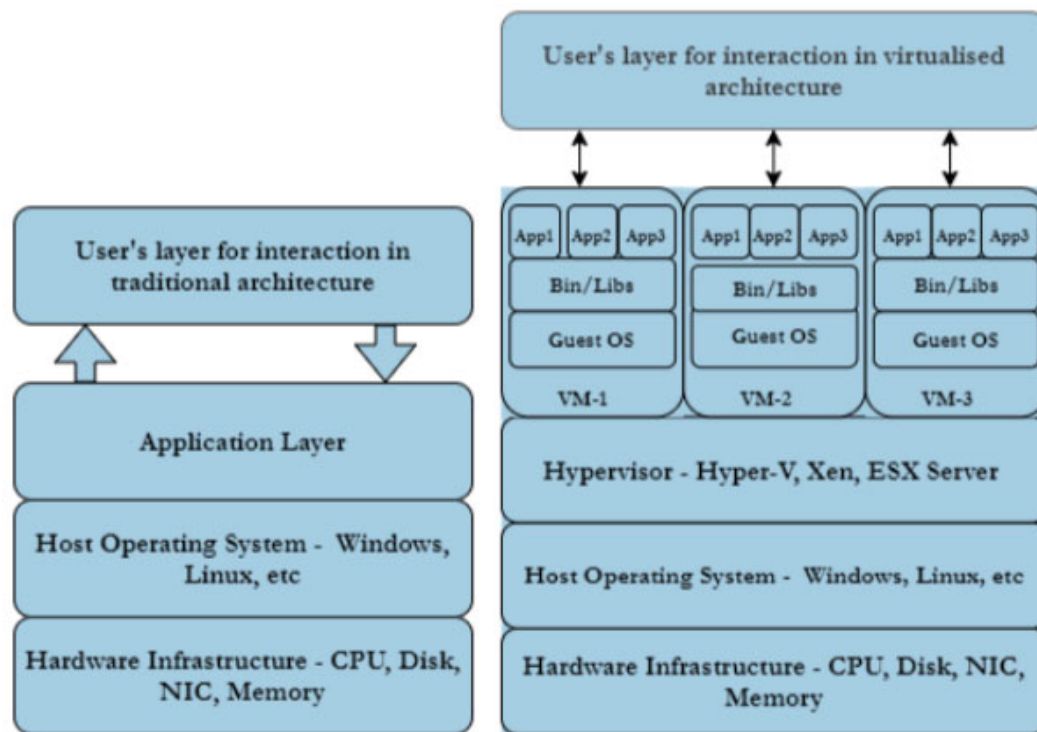 User's layer for interaction in
traditional architecture
Application Layer
Host Operating System - Windows,
Linux, etc
Hardware Infrastructure - CPU, Disk,
NIC, Memory
User's layer for interaction in virtualised
architecture
App1 App2 App3
Bin/Libs
Guest OS
VM-1
App1 App2 App3
Bin/Libs
Guest OS
VM-2
App1 App2 App3
Bin/Libs
Guest OS
VM-3
Hypervisor - Hyper-V, Xen, ESX Server
Host Operating System - Windows, Linux, etc
Hardware Infrastructure - CPU, Disk, NIC,
Memory